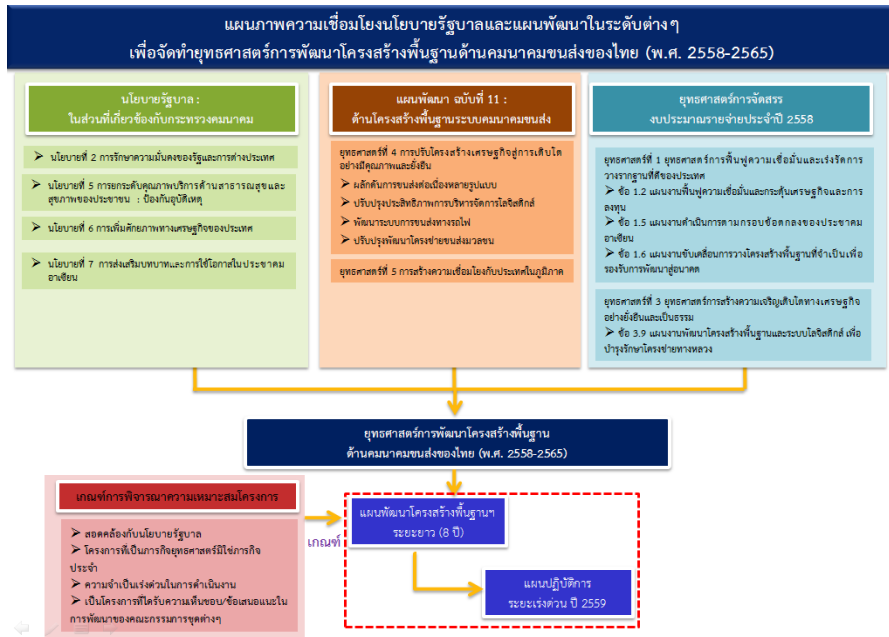 แผนภาพความเชื่อมโยงนโยบายรัฐบาลและแผนพัฒนาในระดับต่างๆ
เพื่อจัดทำยุทธศาสตร์การพัฒนาโครงสร้างพื้นฐานด้านคมนาคมขนส่งของไทย (พ.ศ. 2558-2565)
นโยบายรัฐบาล :
ในส่วนที่เกี่ยวข้องกับกระทรวงคมนาคม
➤ นโยบายที่ 2 การรักษาความมั่นคงของรัฐและการต่างประเทศ
➤ นโยบายที่ 5 การยกระดับคุณภาพบริการด้านสาธารณสุขและ
สุขภาพของประชาชน : ป้องกันอุบัติเหตุ
➤ นโยบายที่ 6 การเพิ่มศักยภาพทางเศรษฐกิจของประเทศ
➤ นโยบายที่ 7 การส่งเสริมบทบาทและการใช้โอกาสในประชาคม
อาเซียน
แผนพัฒนา ฉบับที่ 11 :
ด้านโครงสร้างพื้นฐานระบบคมนาคมขนส่ง
ยุทธศาสตร์ที่ 4 การปรับโครงสร้างเศรษฐกิจสู่การเติบโต
อย่างมีคุณภาพและยั่งยืน
➤ ผลักดันการขนส่งต่อเนื่องหลายรูปแบบ
➤ ปรับปรุงประสิทธิภาพการบริหารจัดการโลจิสติกส์
➤ พัฒนาระบบการขนส่งทางรถไฟ
➤ ปรับปรุงพัฒนาโครงข่ายขนส่งมวลชน
ยุทธศาสตร์ที่ 5 การสร้างความเชื่อมโยงกับประเทศในภูมิภาค
ยุทธศาสตร์การจัดสรร
งบประมาณรายจ่ายประจำปี 2558
ยุทธศาสตร์ที่ 1 ยุทธศาสตร์การฟื้นฟูความเชื่อมั่นและเร่งรัดการ
วางรากฐานที่ดีของประเทศ
➤ ข้อ 1.2 แผนงานฟื้นฟูความเชื่อมั่นและกระตุ้นเศรษฐกิจและการ
ลงทุน
➤ ข้อ 1.5 แผนงานดำเนินการตามกรอบข้อตกลงของประชาคม
อาเซียน
➤ ข้อ 1.6 แผนงานขับเคลื่อนการวางโครงสร้างพื้นฐานที่จำเป็นเพื่อ
รองรับการพัฒนาสู่อนาคต
ยุทธศาสตร์ที่ 3 ยุทธศาสตร์การสร้างความเจริญเติบโตทางเศรษฐกิจ
อย่างยั่งยืนและเป็นธรรม
➤ ข้อ 3.9 แผนงานพัฒนาโครงสร้างพื้นฐานและระบบโลจิสติกส์ เพื่อ
บำรุงรักษาโครงข่ายทางหลวง
ยุทธศาสตร์การพัฒนาโครงสร้างพื้นฐาน
ด้านคมนาคมขนส่งของไทย (พ.ศ. 2558-2565)
เกณฑ์การพิจารณาความเหมาะสมโครงการ
➤ สอดคล้องกับนโยบายรัฐบาล
➤ โครงการที่เป็นภารกิจยุทธศาสตร์มิใช่ภารกิจ
ประจำ
➤ ความจำเป็นเร่งด่วนในการดำเนินงาน
➤ เป็นโครงการที่ได้รับความเห็นชอบ/ข้อเสนอแนะใน
การพัฒนาของคณะกรรมการชุดต่างๆ
เกณฑ์
แผนพัฒนาโครงสร้างพื้นฐานฯ
ระยะยาว (8 ปี)
แผนปฏิบัติการ
ระยะเร่งด่วน ปี 2559